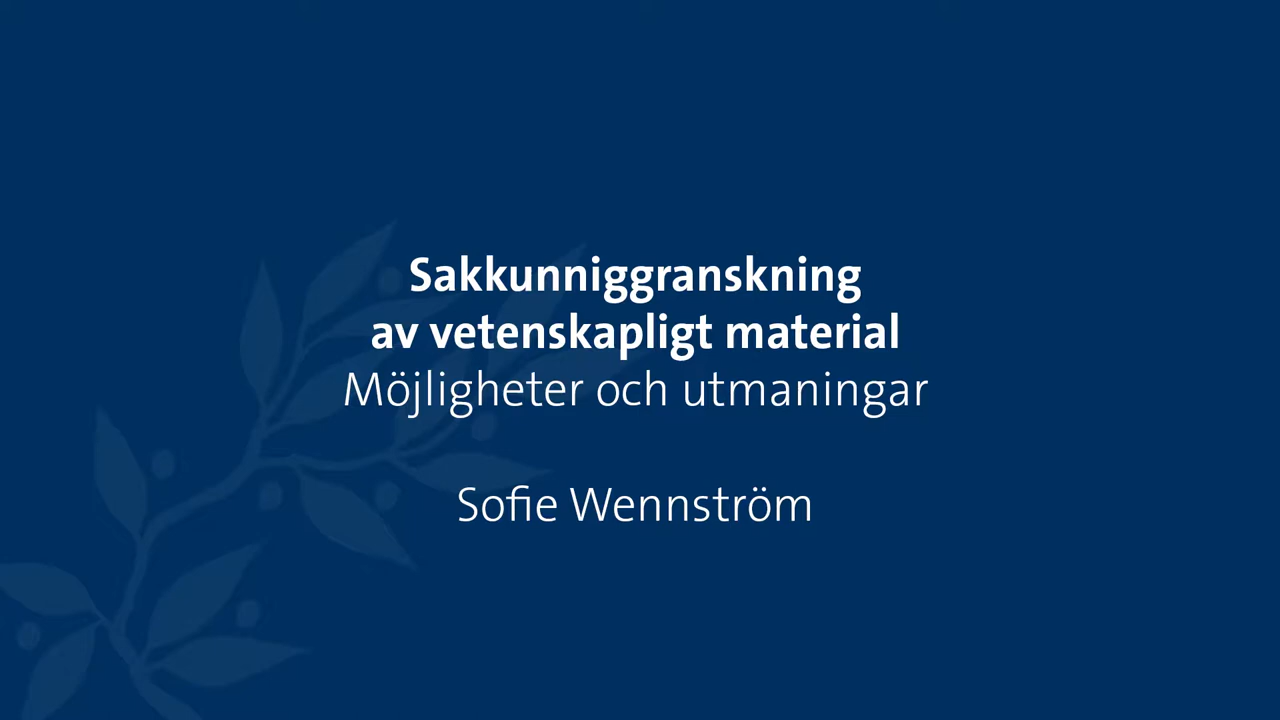 Sakkunniggranskning
av vetenskapligt material
Möjligheter och utmaningar
Sofie Wennström